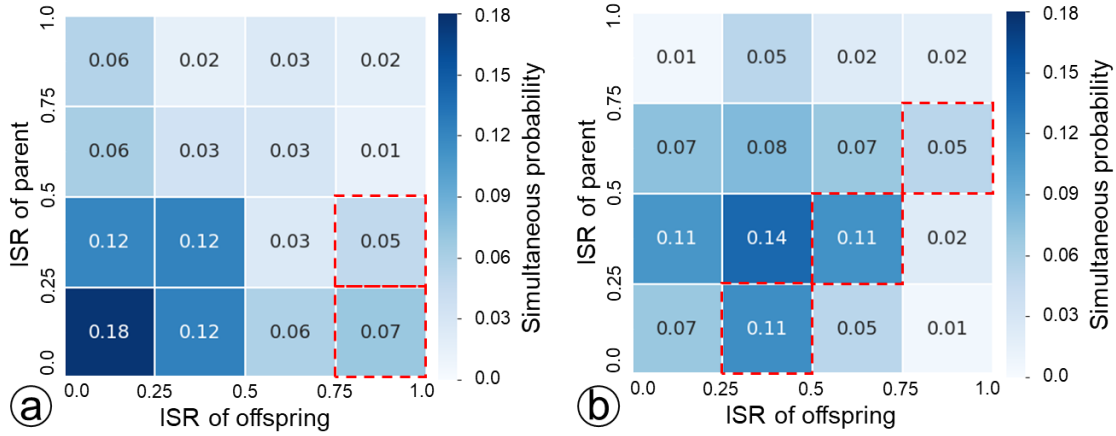 1.0
0.06 0.02 0.03 0.02
0.75
0.06 0.03 0.03 0.01
0.5
0.12 0.12 0.03 0.05
0.25
0.18 0.12 0.06 0.07
0.0
0.0 0.25 0.5 0.75 1.0
ISR of parent
ISR of offspring
0.18
0.15
0.12
0.09
0.06
0.03
0.0
Simultaneous probability
a
1.0
0.01 0.05 0.02 0.02
0.75
0.07 0.08 0.07 0.05
0.5
0.11 0.14 0.11 0.02
0.25
0.07 0.11 0.05 0.01
0.0
0.0 0.25 0.5 0.75 1.0
ISR of parent
ISR of offspring
0.18
0.15
0.12
0.09
0.06
0.03
0.0
Simultaneous probability
b